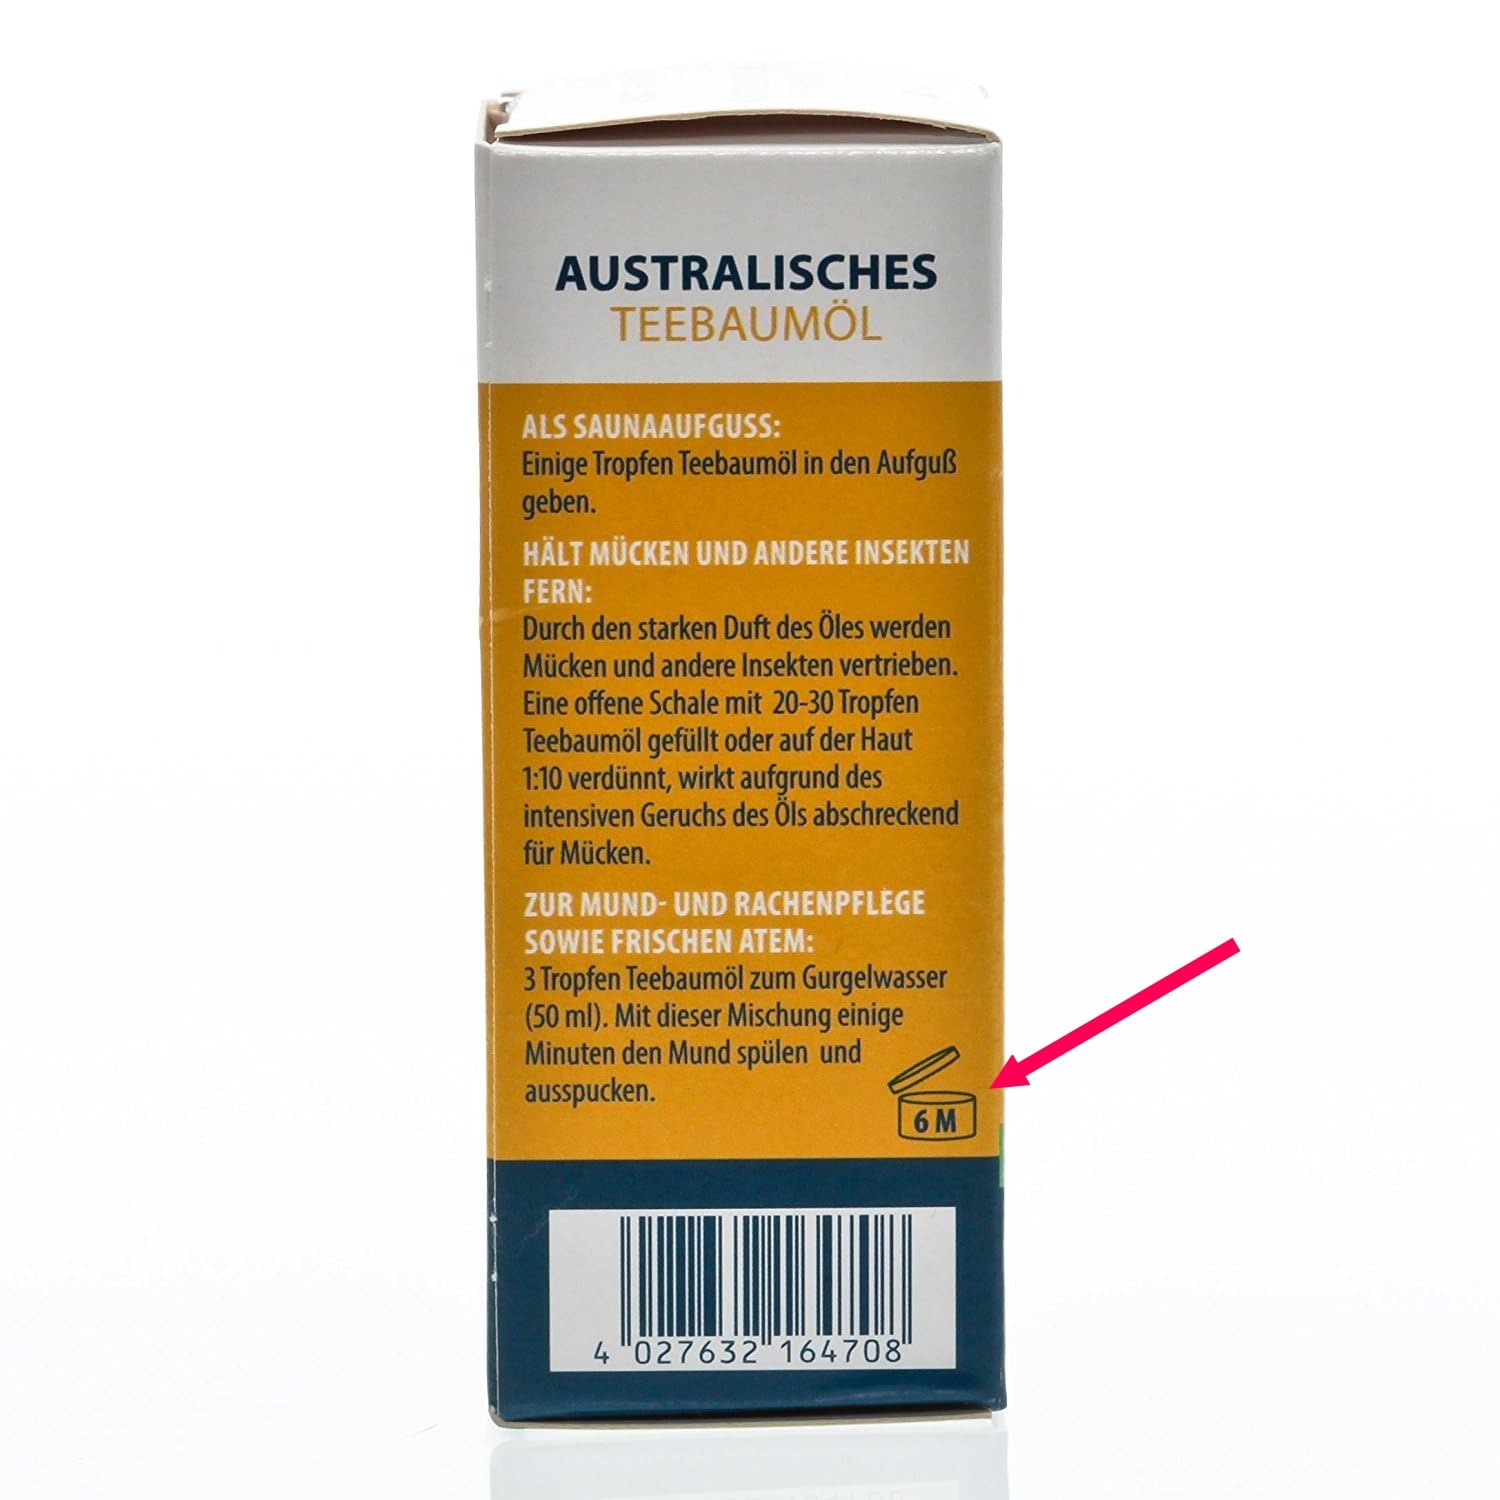 AUSTRALISCHES
TEEBAUMÖL
ALS SAUNAAUFGUSS:
Einige Tropfen Teebaumöl in den Aufguß
geben.
HÄLT MÜCKEN UND ANDERE INSEKTEN
FERN:
Durch den starken Duft des Öles werden
Mücken und andere Insekten vertrieben.
Eine offene Schale mit 20-30 Tropfen
Teebaumöl gefüllt oder auf der Haut
1:10 verdünnt, wirkt aufgrund des
intensiven Geruchs des Öls abschreckend
für Mücken.
ZUR MUND- UND RACHENPFLEGE
SOWIE FRISCHEN ATEM:
3 Tropfen Teebaumöl zum Gurgelwasser
(50 ml). Mit dieser Mischung einige
Minuten den Mund spülen und
ausspucken.
6 M
4 027632 164708